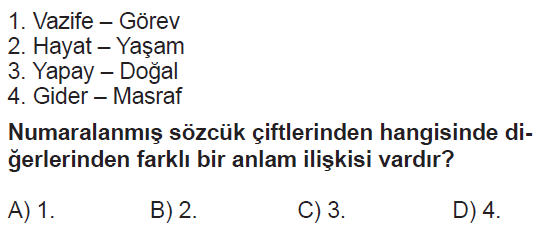 1. Vazife – Görev
2. Hayat – Yaşam
3. Yapay – Doğal
4. Gider – Masraf
Numaralanmış sözcük çiftlerinden hangisinde di-
ğerlerinden farklı bir anlam ilişkisi vardır?
A) 1. B) 2. C) 3. D) 4.